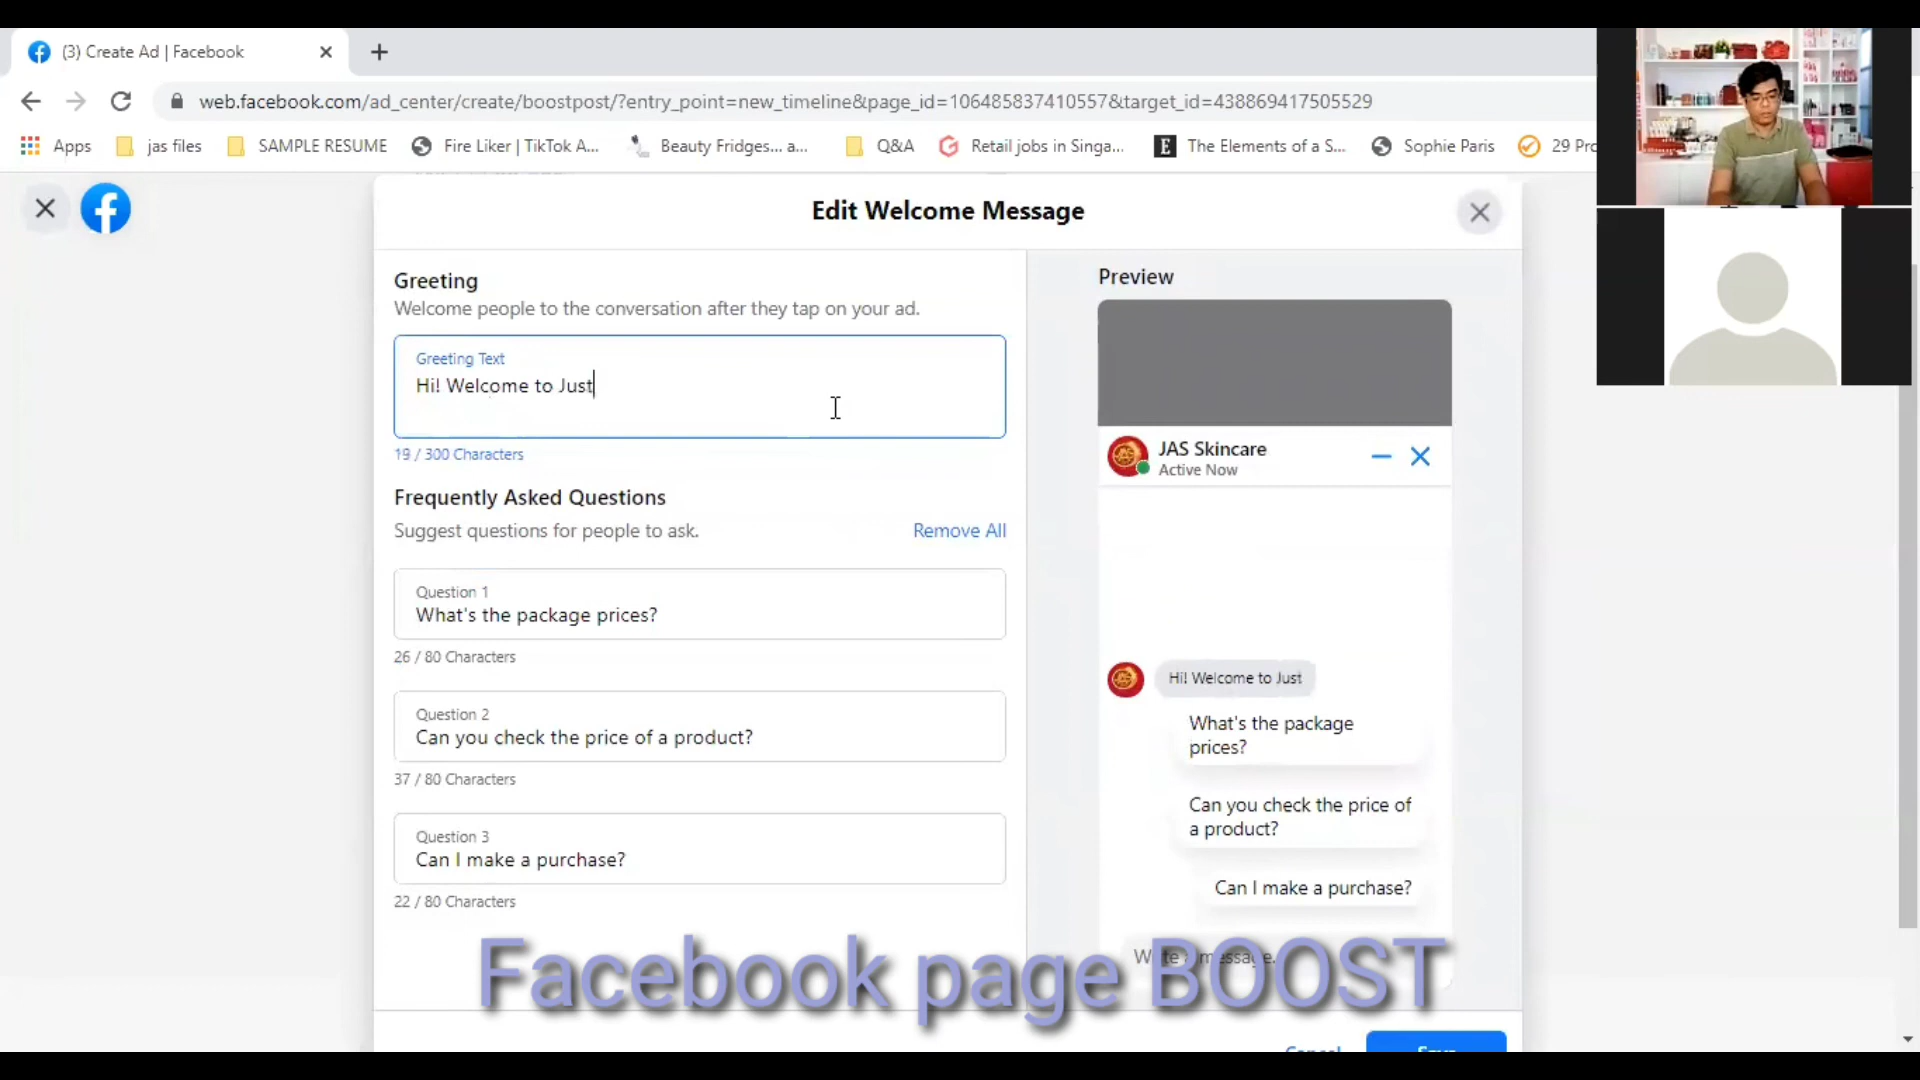 (3) Create Ad | Facebook
web.facebook.com/ad_center/create/boostpost/?entry_point=new_timeline&page_id=106485837410557&target_id=438869417505529
Apps
jas files
SAMPLE RESUME
Fire Liker | TikTok A...
Beauty Fridges... a...
Q&A
Retail jobs in Singa...
E
The Elements of a S...
Sophie Paris
29 Pro
Edit Welcome Message
Greeting
Welcome people to the conversation after they tap on your ad.
Greeting Text
Hi! Welcome to Just
19 / 300 Characters
Frequently Asked Questions
Suggest questions for people to ask.
Remove All
Question 1
What's the package prices?
26 / 80 Characters
Question 2
Can you check the price of a product?
37 / 80 Characters
Question 3
Can I make a purchase?
22 / 80 Characters
Preview
JAS Skincare
Active Now
Hi! Welcome to Just
What's the package
prices?
Can you check the price of
a product?
Can I make a purchase?
Write a message.
Facebook page BOOST
Cancel
Save